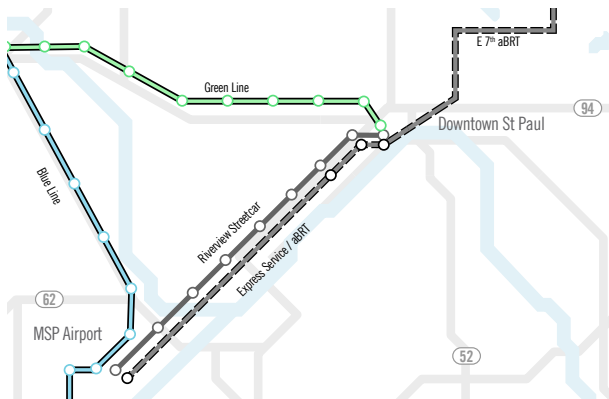 E 7th aBRT
Green Line
94
Downtown St Paul
Blue Line
Riverview Streetcar
Express Service / aBRT
62
MSP Airport
52